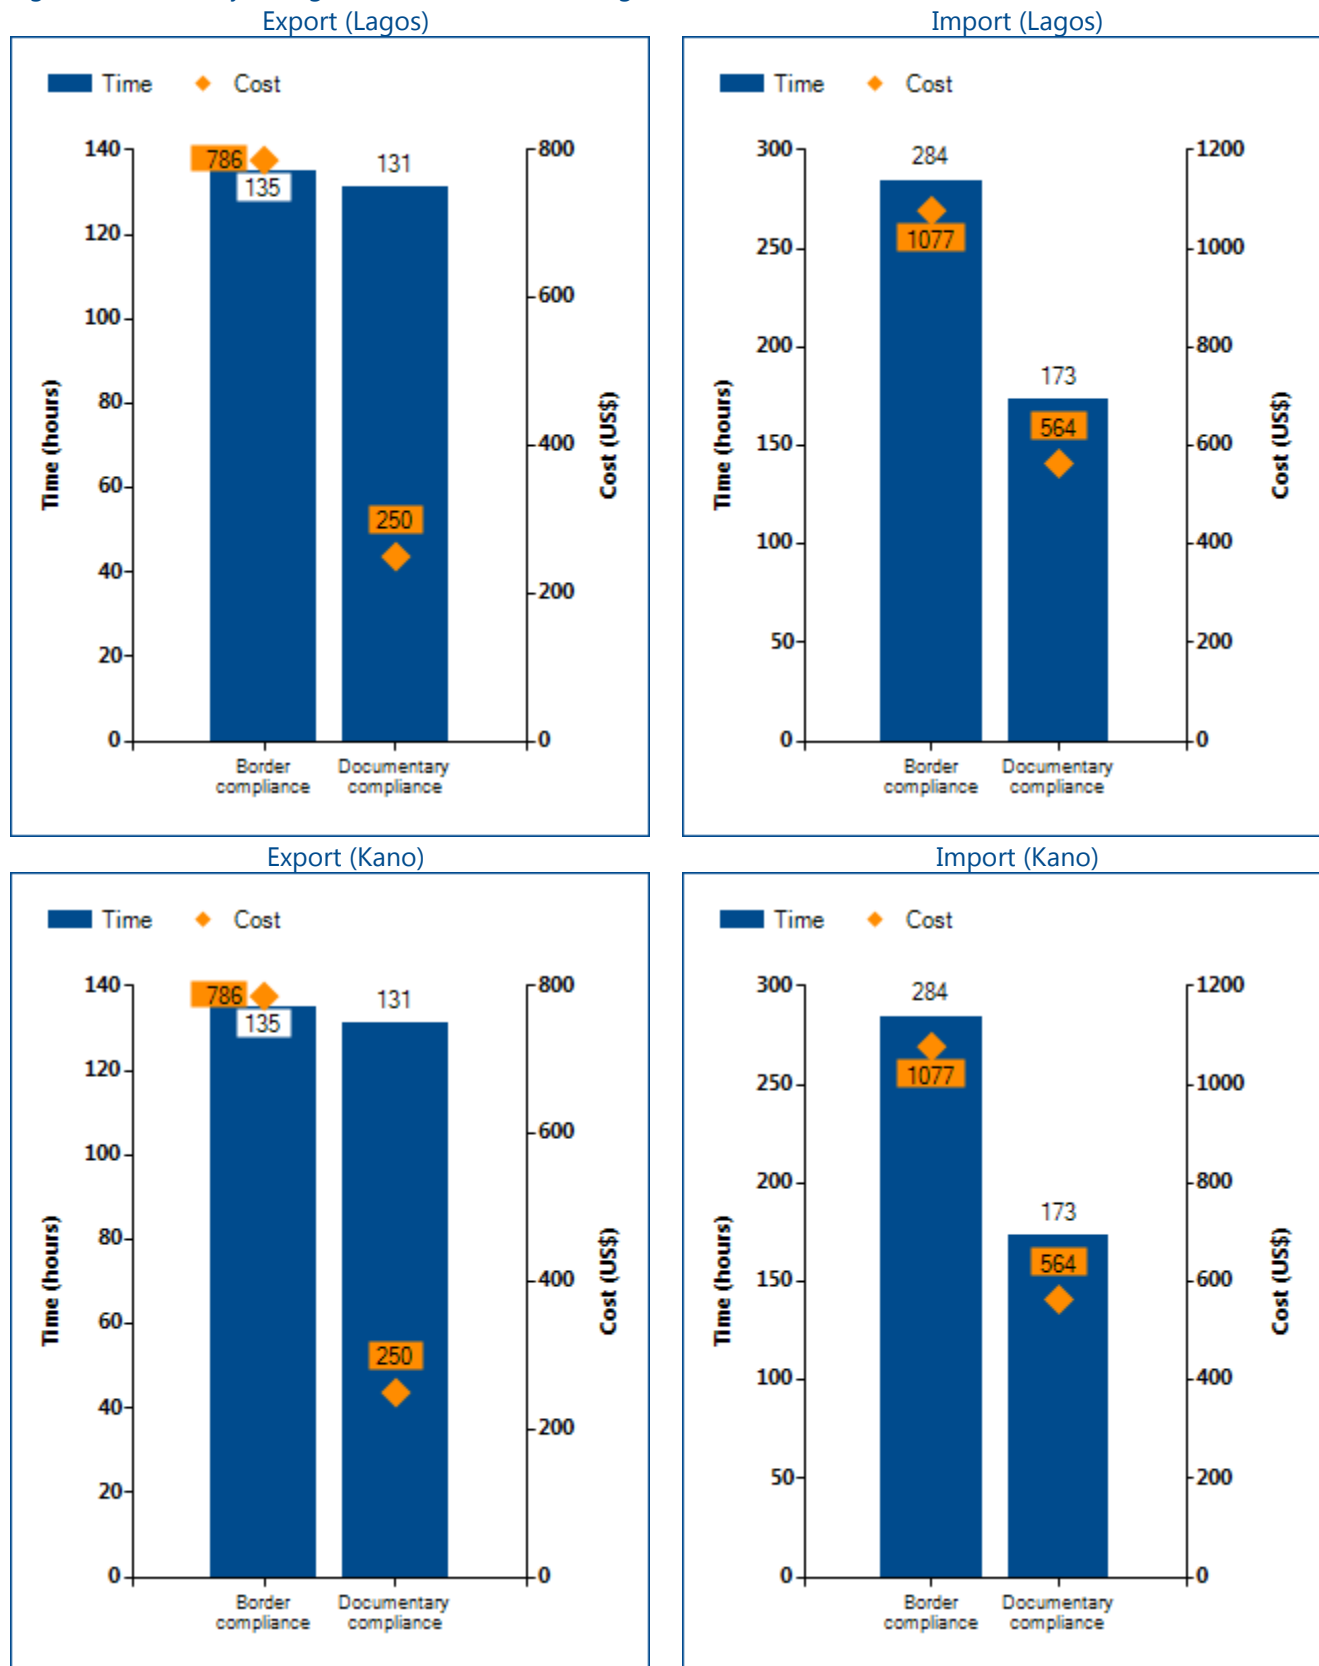 Export (Lagos)
Import (Lagos)
Time Cost
140
120
100
80
60
40
20
0
800
600
400
200
0
Time (hours)
Cost (US$)
786
135
131
250
Border
compliance
Documentary
compliance
Time Cost
300
250
200
150
100
50
0
1200
1000
800
600
400
200
0
Time (hours)
Cost (US$)
284
1077
173
564
Border
compliance
Documentary
compliance
Export (Kano)
Import (Kano)
Time Cost
140
120
100
80
60
40
20
0
800
600
400
200
0
Time (hours)
Cost (US$)
786
135
131
250
Border
compliance
Documentary
compliance
Time Cost
300
250
200
150
100
50
0
1200
1000
800
600
400
200
0
Time (hours)
Cost (US$)
284
1077
173
564
Border
compliance
Documentary
compliance